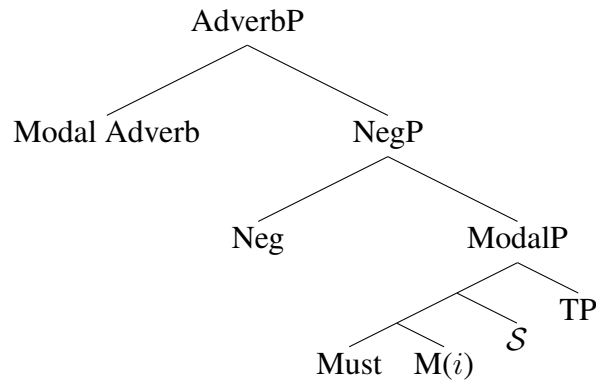 AdverbP
Modal Adverb NegP
Neg ModalP
TP
𝒮
Must M(i)